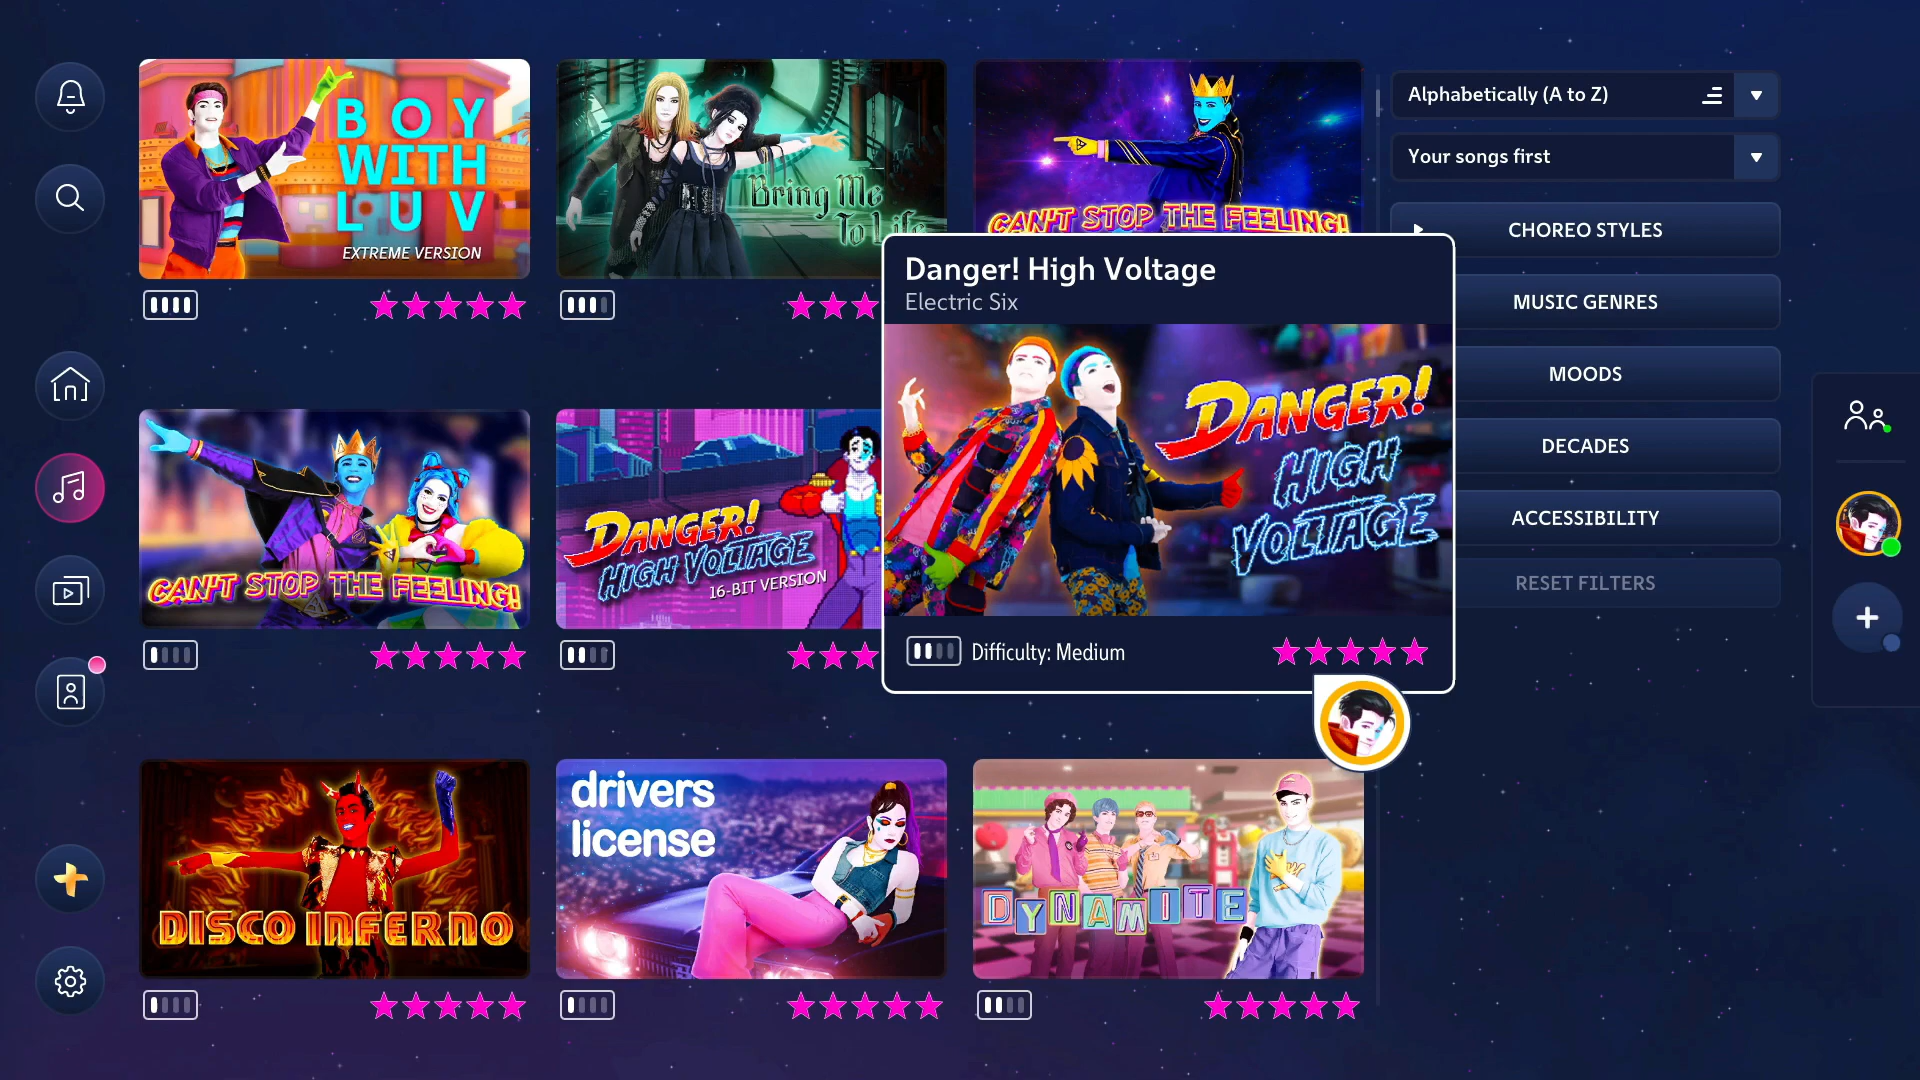 BOY
WITH
LUV
EXTREME VERSION
Bring Me
To Life
CAN'T STOP THE FEELING!
Alphabetically (A to Z)
Your songs first
CHOREO STYLES
MUSIC GENRES
MOODS
DECADES
ACCESSIBILITY
RESET FILTERS
Danger! High Voltage
Electric Six
DANGER!
HIGH
VOLTAGE
Difficulty: Medium
CAN'T STOP THE FEELING!
DANGER!
HIGH VOLTAGE
16-BIT VERSION
DISCO INFERNO
drivers
license
DYNAMITE